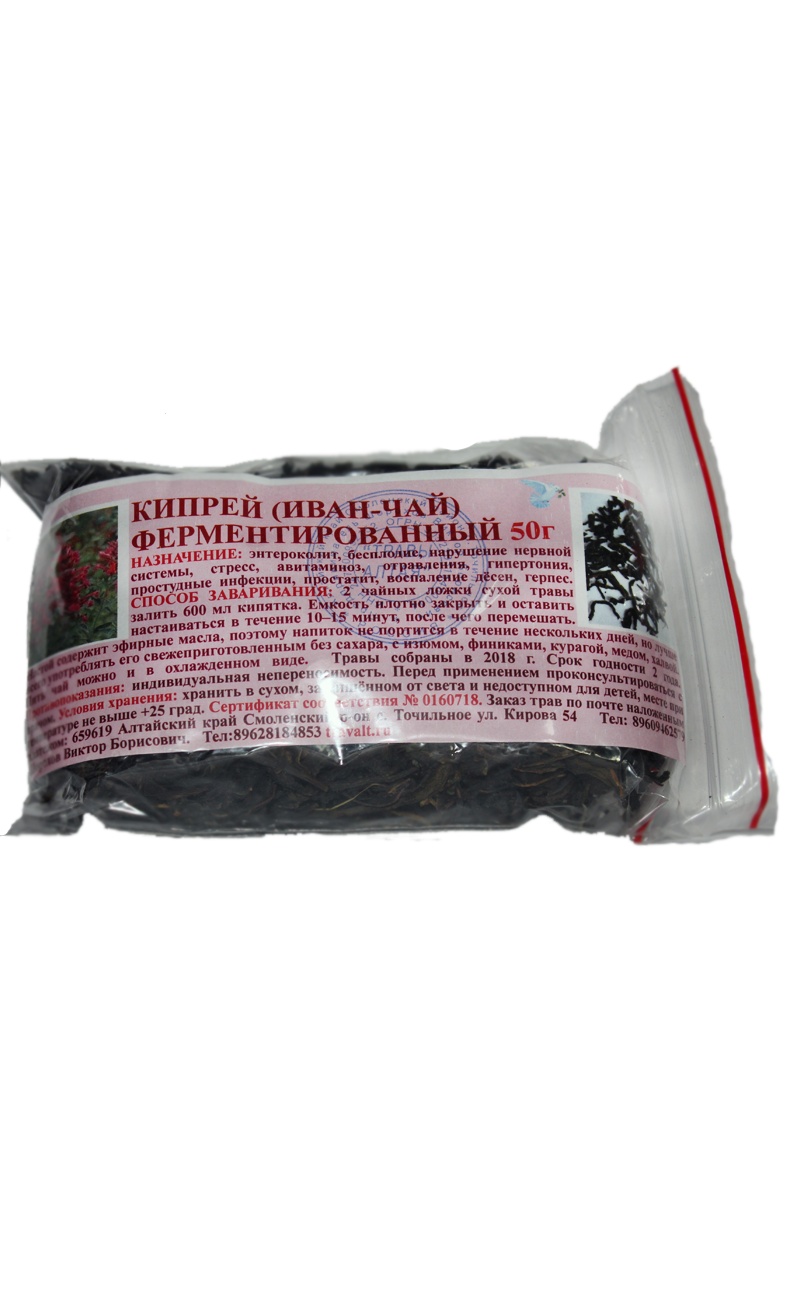 КИПРЕЙ (ИВАН-ЧАЙ)
ФЕРМЕНТИРОВАННЫЙ 50г
НАЗНАЧЕНИЕ: энтероколит, бесплодие, нарушение нервной
системы, стресс, авитаминоз, отравления, гипертония,
простудные инфекции, простатит, воспаление дёсен, герпес.
СПОСОБ ЗАВАРИВАНИЯ: 2 чайных ложки сухой травы
залить 600 мл кипятка. Емкость плотно закрыть и оставить
настаиваться в течение 10–15 минут, после чего перемешать.
содержит эфирные масла, поэтому напиток не портится в течение нескольких дней, но лучше
употреблять его свежеприготовленным без сахара, с изюмом, финиками, курагой, медом,
чай можно и в охлажденном виде. Травы собраны в 2018 г. Срок годности 2 года.
индивидуальная непереносимость. Перед применением проконсультироваться с
Условия хранения: хранить в сухом, от света и недоступном для детей, месте при
не выше +25 град. Сертификат соответствия № 0160718. Заказ трав по почте наложенным
659619 Алтайский край Смоленский Точильное ул. Кирова 54 Тел:
Виктор Борисович. Тел:89628184853
ТРАВЫ
АЛТАЯ